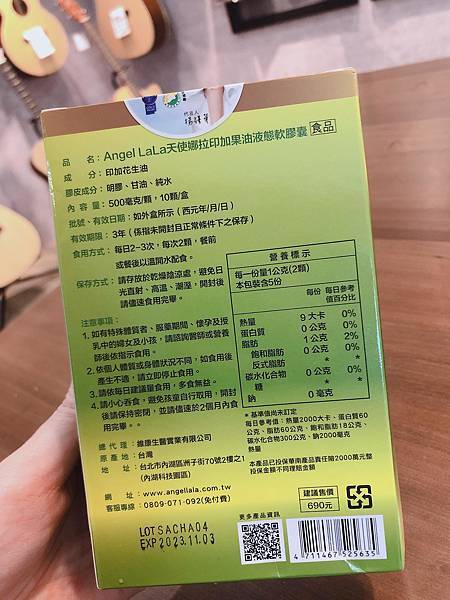 代言人
品　　名：Angel LaLa天使娜拉印加果油液態軟膠囊 食品
成　　分：印加花生油
膠皮成分：明膠、甘油、純水
內 容 量：500毫克/顆，10顆/盒
批號、有效日期：如外盒所示（西元年/月/日）
有效期限：3年（係指未開封且正常條件下之保存）
食用方式：每日2~3次，每次2顆，餐前
或餐後以溫開水配食。
保存方式：請存放於乾燥陰涼處，避免日
光直射、高溫、潮溼，開封後
請儘速食用完畢。
注意事項：
1. 如有特殊體質者、服藥期間、懷孕及授
乳中的婦女及小孩，請諮詢醫師或營養
師後依指示食用。
2. 依個人體質或身體狀況不同，如食用後
產生不適，請立即停止食用。
3. 請依每日建議量食用，多食無益。
4. 請小心吞食，避免孩童自行取用，開封
後請保持密閉，並請儘速於2個月內食
用完畢。
營養標示
每一份量1公克(2顆)
本包裝含5份
每份 每日參考值百分比
熱量 9 大卡 0%
蛋白質 0 公克 0%
脂肪 1 公克 2%
飽和脂肪 0 公克 0%
反式脂肪 * *
碳水化合物 0 公克 0%
糖 * *
鈉 0 毫克 0%
* 基準值尚未訂定
每日參考值：熱量2000大卡、蛋白質60
公克、脂肪60公克、飽和脂肪18公克、
碳水化合物300公克、鈉2000毫克
本產品已投保華南產品責任險2000萬元整
投保金額不同理賠金額
總 代 理：維康生醫實業有限公司
原 產 地：台灣
地　　址：台北市內湖區洲子街70號2樓之1
(內湖科技園區)
網　　址：www.angellala.com.tw
客服專線：0809-071-092(免付費)
建議售價
690元
更多產品資訊
LOT SACHA04
EXP 2023.11.03
4 711467 525635